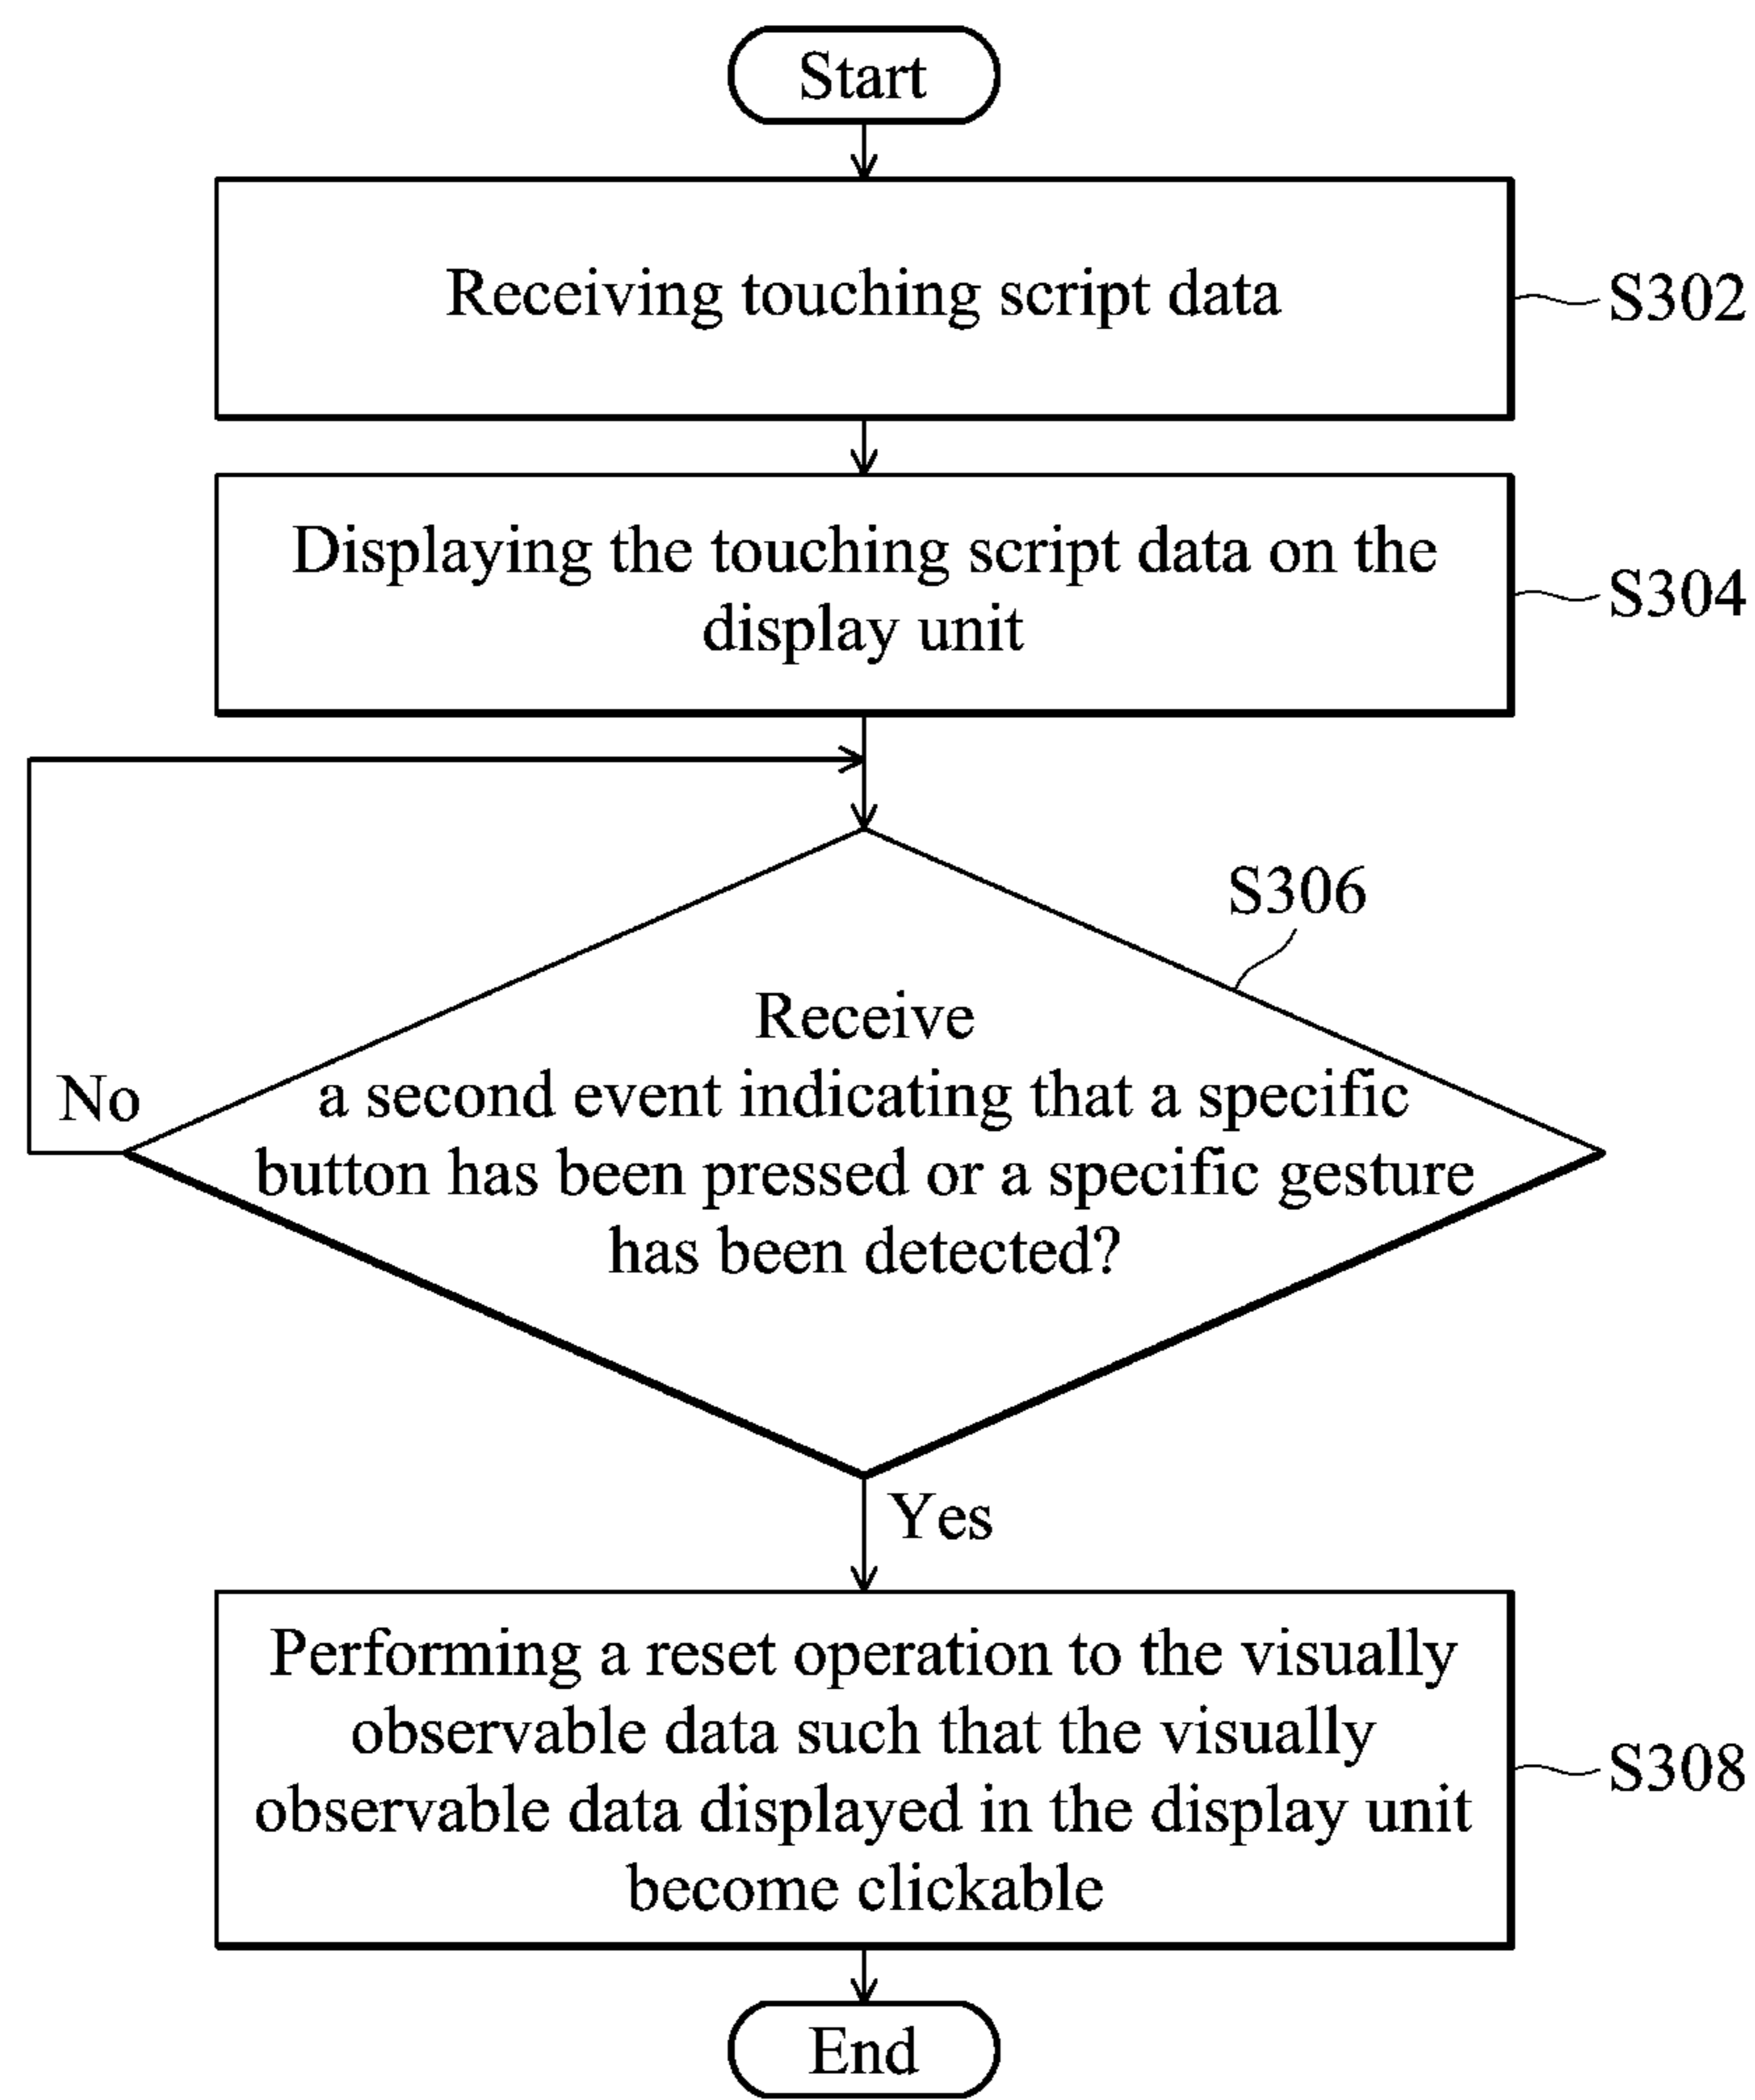 Start
Receiving touching script data
S302
Displaying the touching script data on the
display unit
S304
S306
Receive
a second event indicating that a specific
button has been pressed or a specific gesture
has been detected?
No
Yes
Performing a reset operation to the visually
observable data such that the visually
observable data displayed in the display unit
become clickable
S308
End